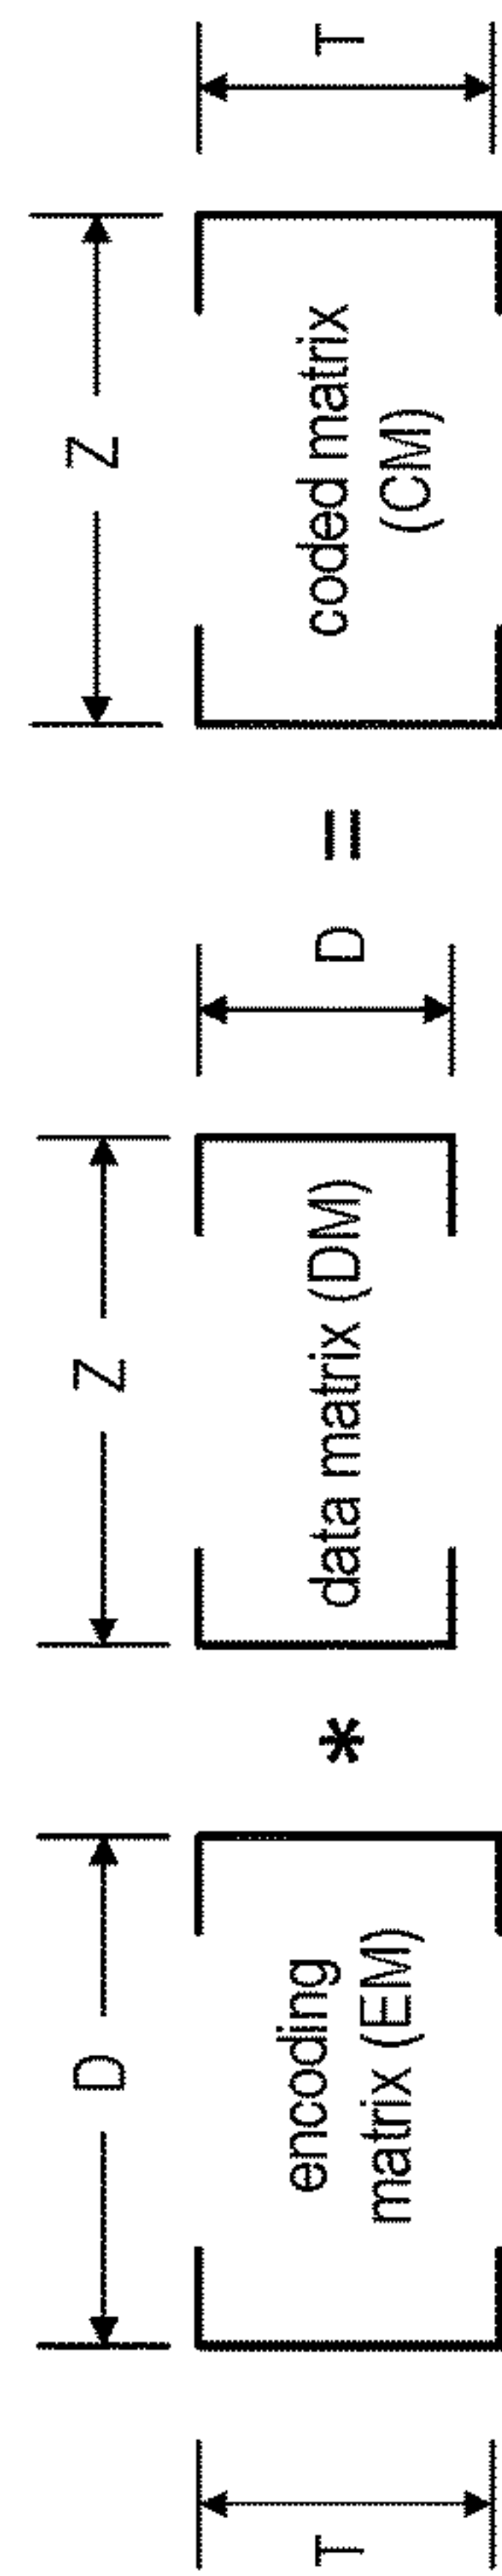 T
D
encoding
matrix (EM)
*
Z
data matrix (DM)
D
=
Z
coded matrix
(CM)
T